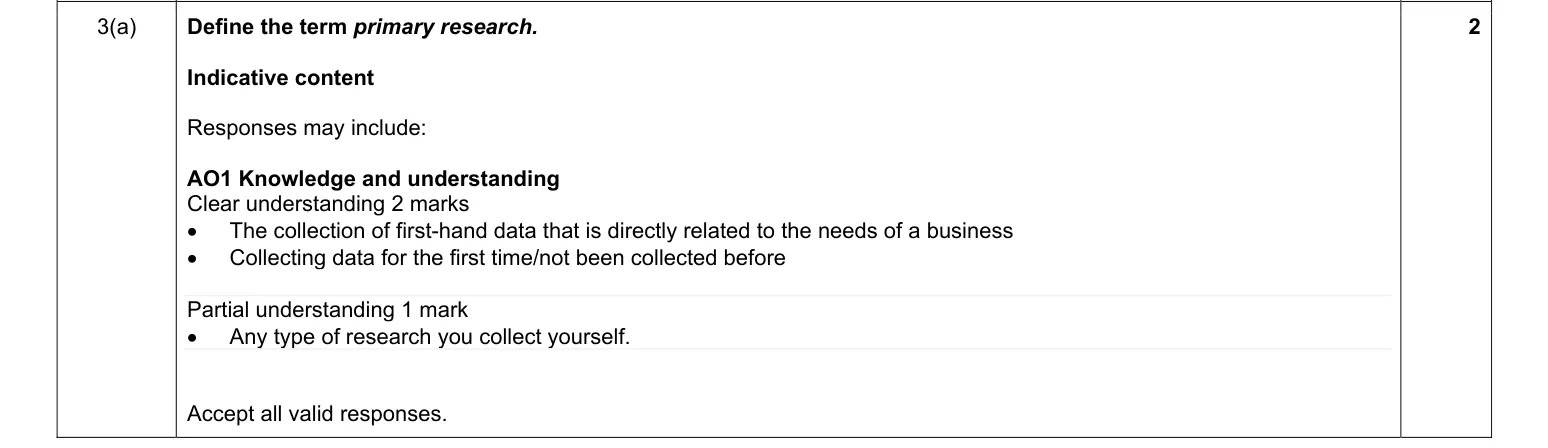 3(a) Define the term primary research. 2
Indicative content
Responses may include:
AO1 Knowledge and understanding
Clear understanding 2 marks
• The collection of first-hand data that is directly related to the needs of a business
• Collecting data for the first time/not been collected before
Partial understanding 1 mark
• Any type of research you collect yourself.
Accept all valid responses.